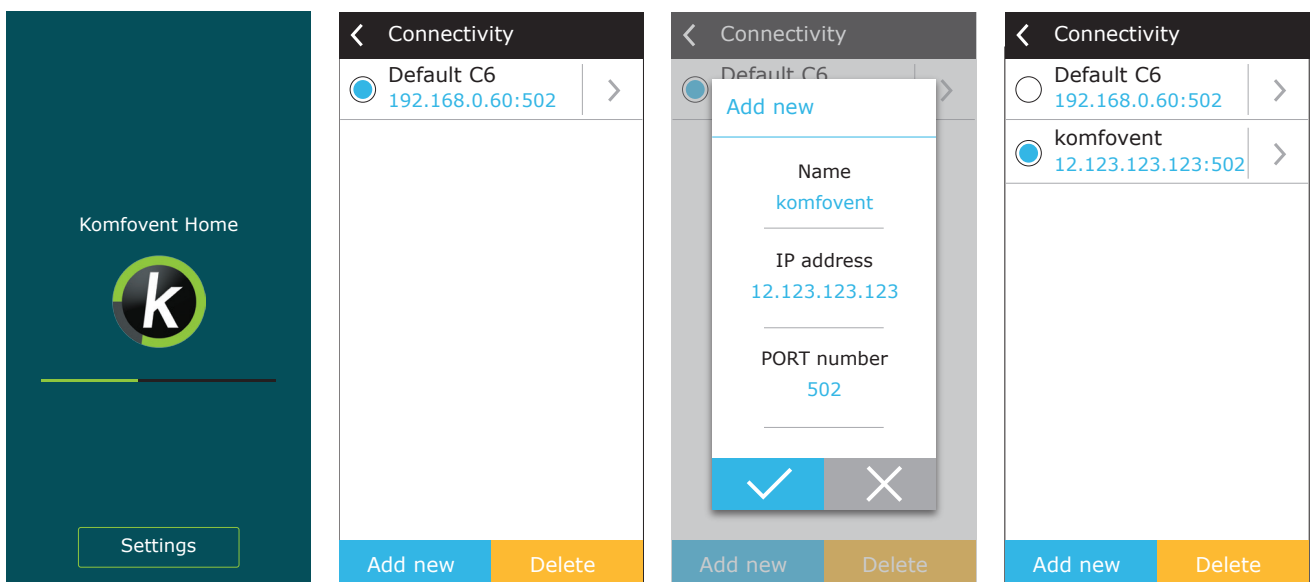 Komfovent Home
k
Settings
Connectivity
Default C6
192.168.0.60:502
Add new
Delete
Connectivity
Default C6
Add new
Name
komfovent
IP address
12.123.123.123
PORT number
502
Add new
Delete
Connectivity
Default C6
192.168.0.60:502
komfovent
12.123.123.123:502
Add new
Delete